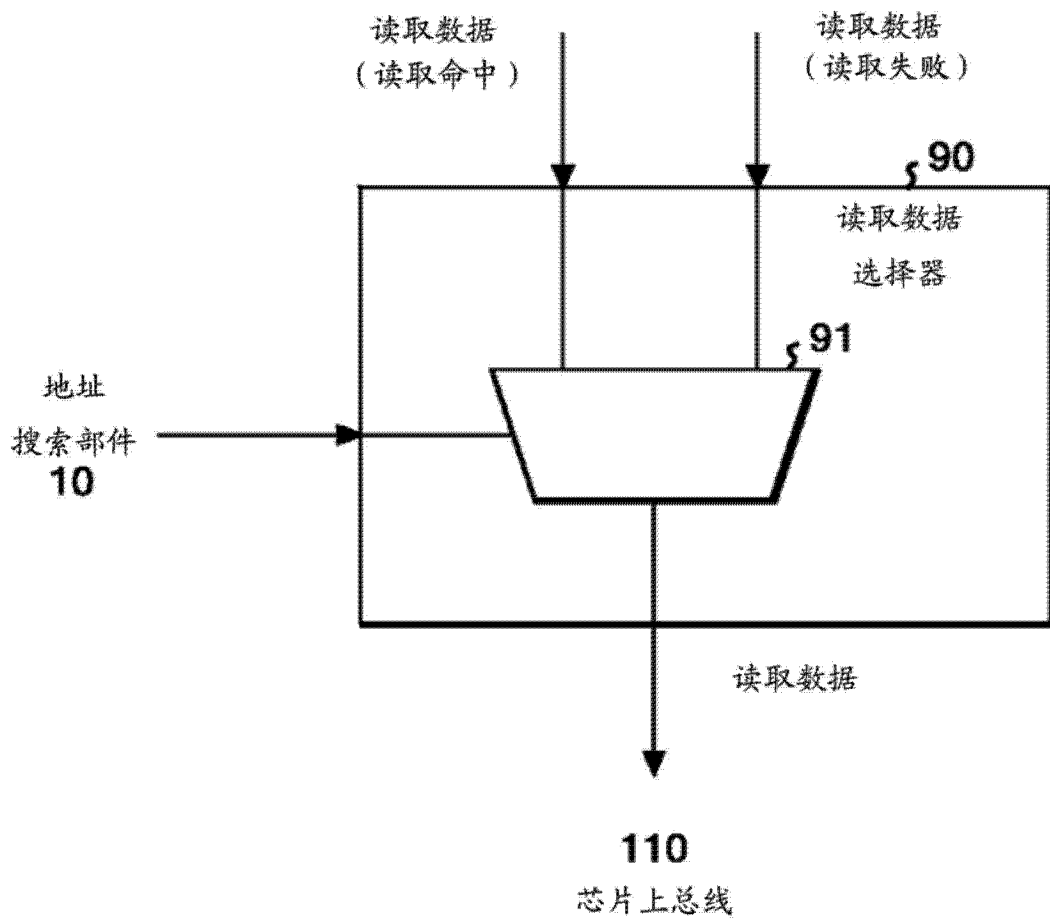 读取数据
（读取命中）
读取数据
（读取失败）
90
读取数据
选择器
91
地址
搜索部件
10
读取数据
110
芯片上总线